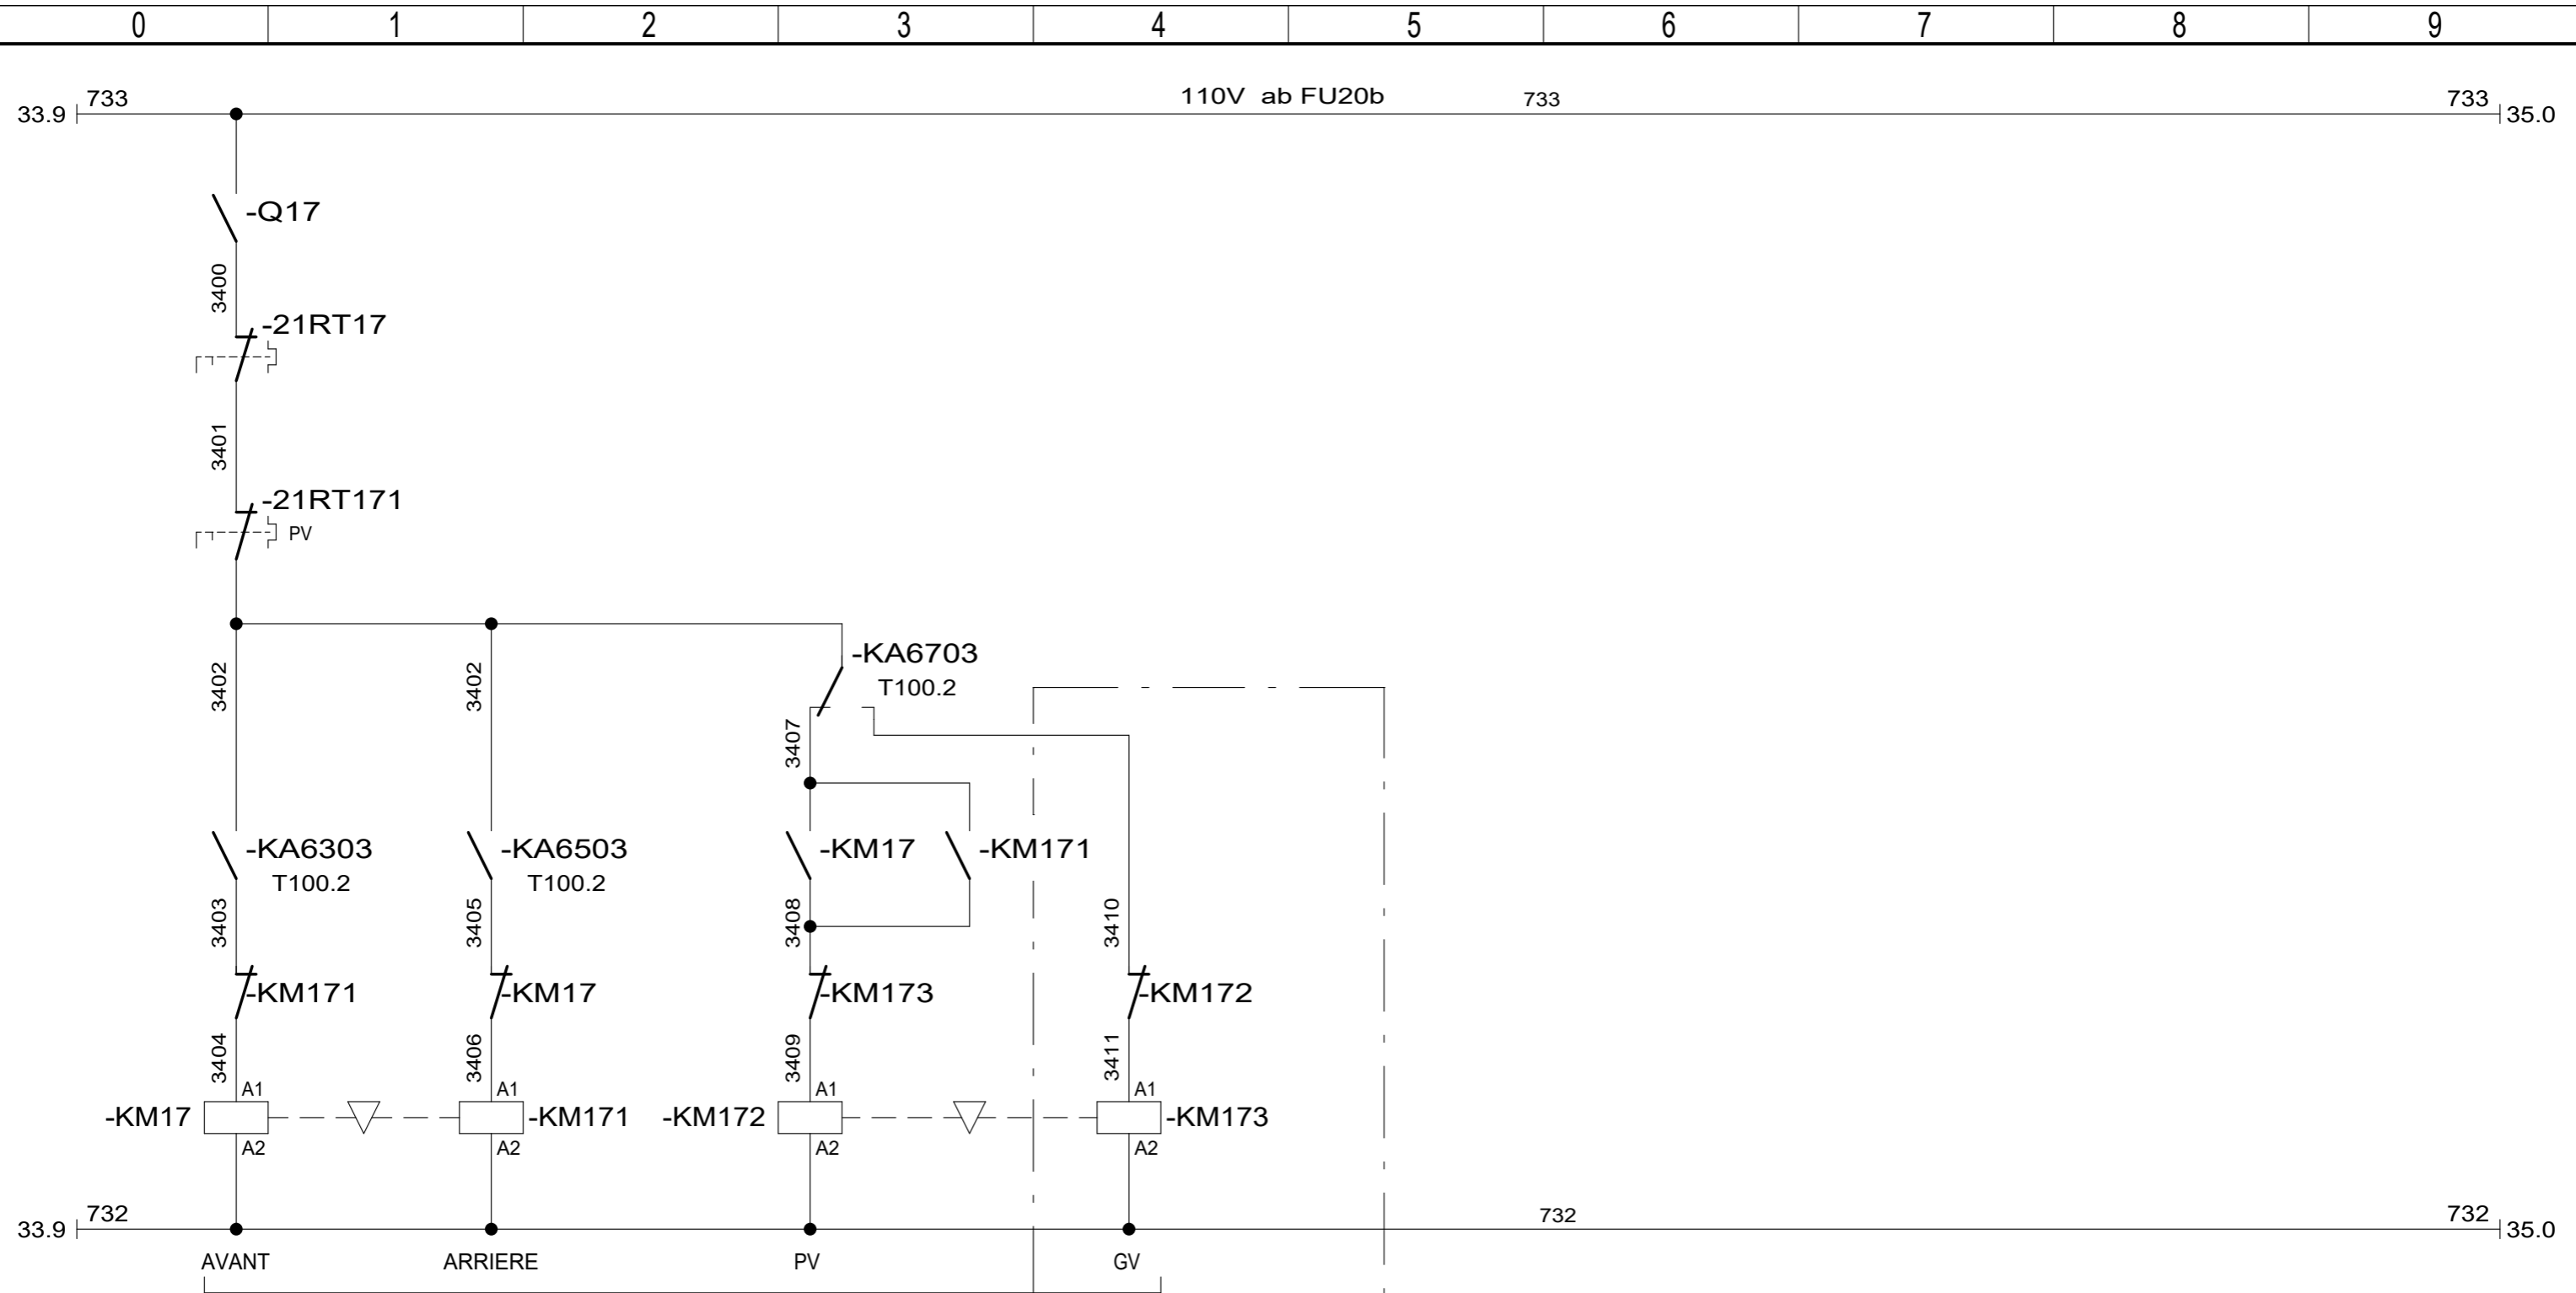 0 1 2 3 4 5 6 7 8 9
733 110V ab FU20b 733 733
33.9 35.0
-Q17
3400
-21RT17
3401
-21RT171
PV
3402 3402 -KA6703
T100.2
3407
-KA6303 -KA6503 -KM17 -KM171
T100.2 T100.2
3403 3405 3408 3410
-KM171 -KM17 -KM173 -KM172
3404 3406 3409 3411
A1 A1 A1 A1
-KM17 -KM171 -KM172 -KM173
A2 A2 A2 A2
732 732 732
33.9 35.0
AVANT ARRIERE PV GV